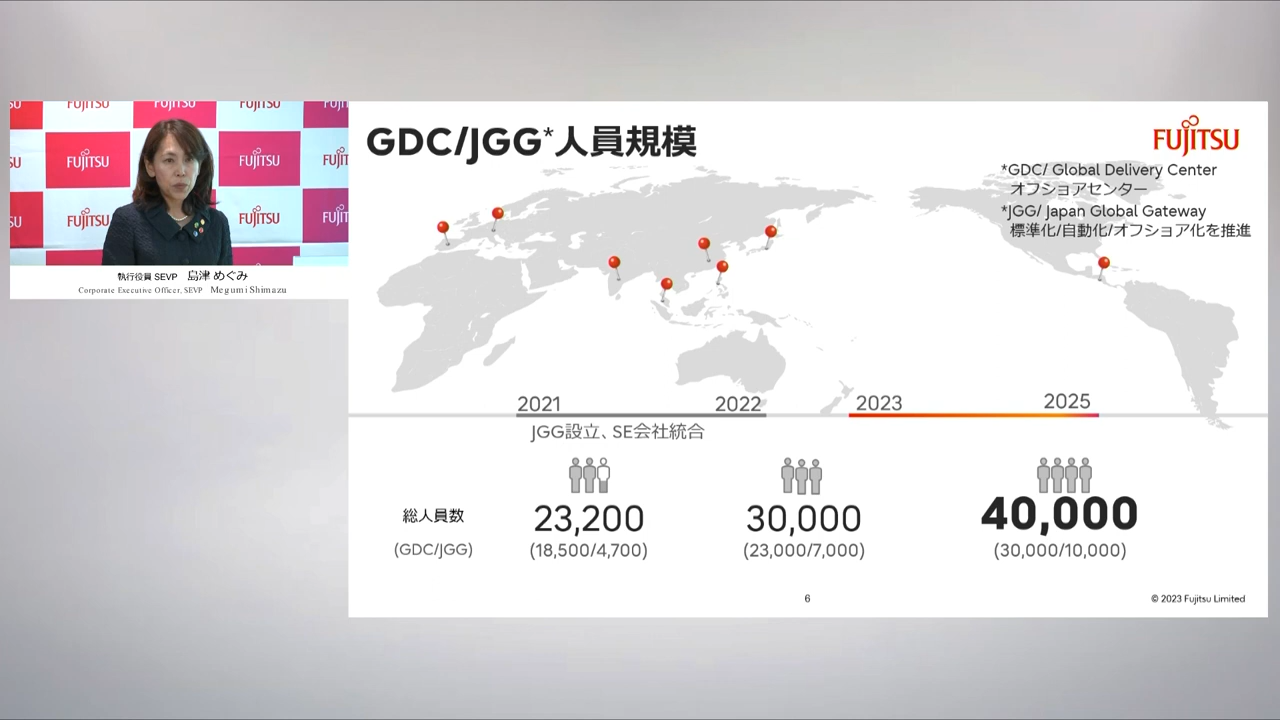 FUJITSU FUJITSU FUJITSU FUJITSU
FUJITSU FUJITSU
FUJITSU FUJITSU FUJITSU
執行役員 SEVP 島津 めぐみ
Corporate Executive Officer, SEVP Megumi Shimazu
GDC/JGG*人員規模
FUJITSU
*GDC/ Global Delivery Center
オフショアセンター
*JGG/ Japan Global Gateway
標準化/自動化/オフショア化を推進
2021 2022 2023 2025
JGG設立、SE会社統合
総人員数 23,200 30,000 40,000
(GDC/JGG) (18,500/4,700) (23,000/7,000) (30,000/10,000)
6
© 2023 Fujitsu Limited